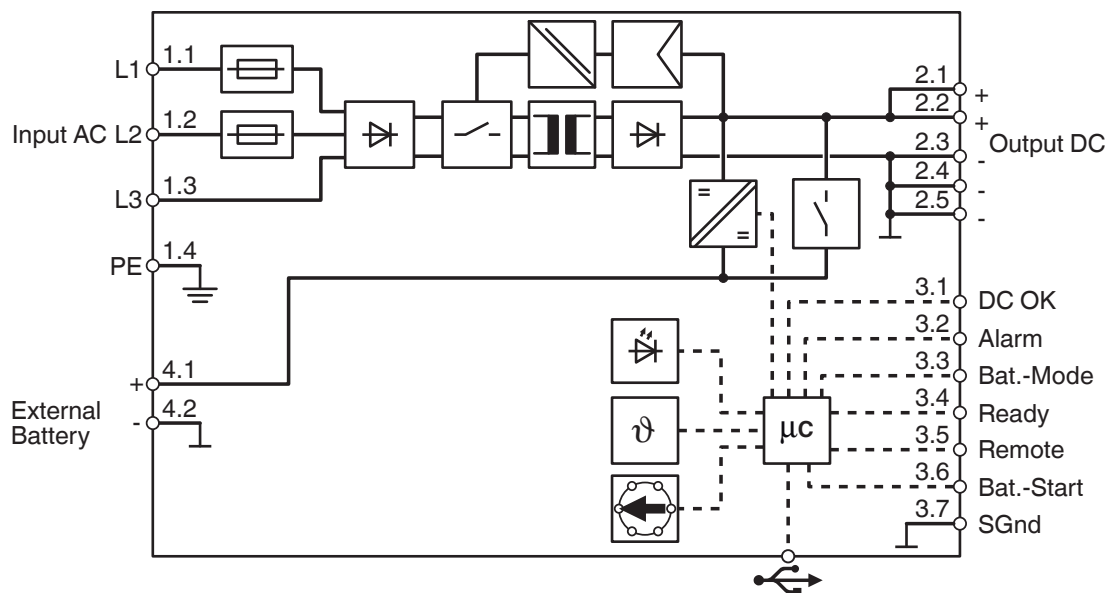 L1
1.1
Input AC L2
1.2
L3
1.3
PE
1.4
+
4.1
External
Battery
-
4.2
=
=
ϑ
µc
2.1
+
2.2
+
Output DC
2.3
-
2.4
-
2.5
-
3.1
DC OK
3.2
Alarm
3.3
Bat.-Mode
3.4
Ready
3.5
Remote
3.6
Bat.-Start
3.7
SGnd